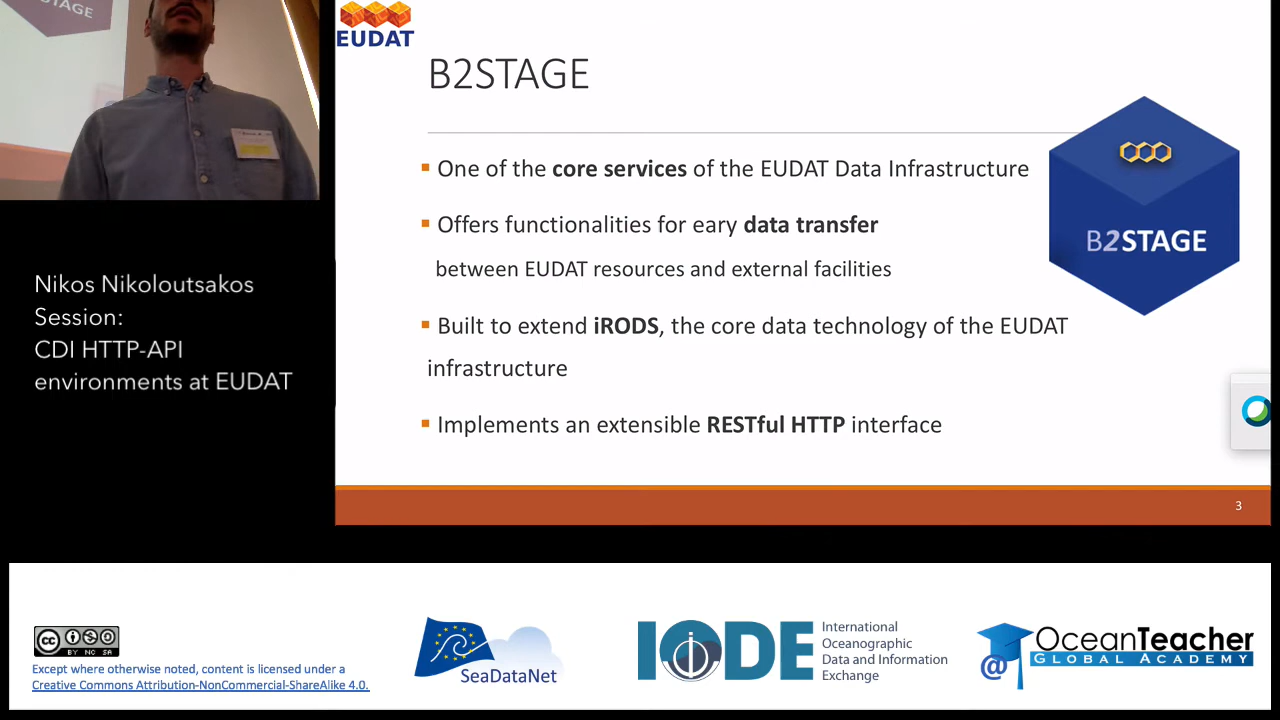 STAGE
EUDAT
B2STAGE
One of the core services of the EUDAT Data Infrastructure
Offers functionalities for eary data transfer
between EUDAT resources and external facilities
Built to extend iRODS, the core data technology of the EUDAT
infrastructure
Implements an extensible RESTful HTTP interface
B2STAGE
3
Nikos Nikoloutsakos
Session:
CDI HTTP-API
environments at EUDAT
cc
BY NC SA
Except where otherwise noted, content is licensed under a
Creative Commons Attribution-NonCommercial-ShareAlike 4.0.
SeaDataNet
IODE
International
Oceanographic
Data and Information
Exchange
@
OceanTeacher
GLOBAL ACADEMY